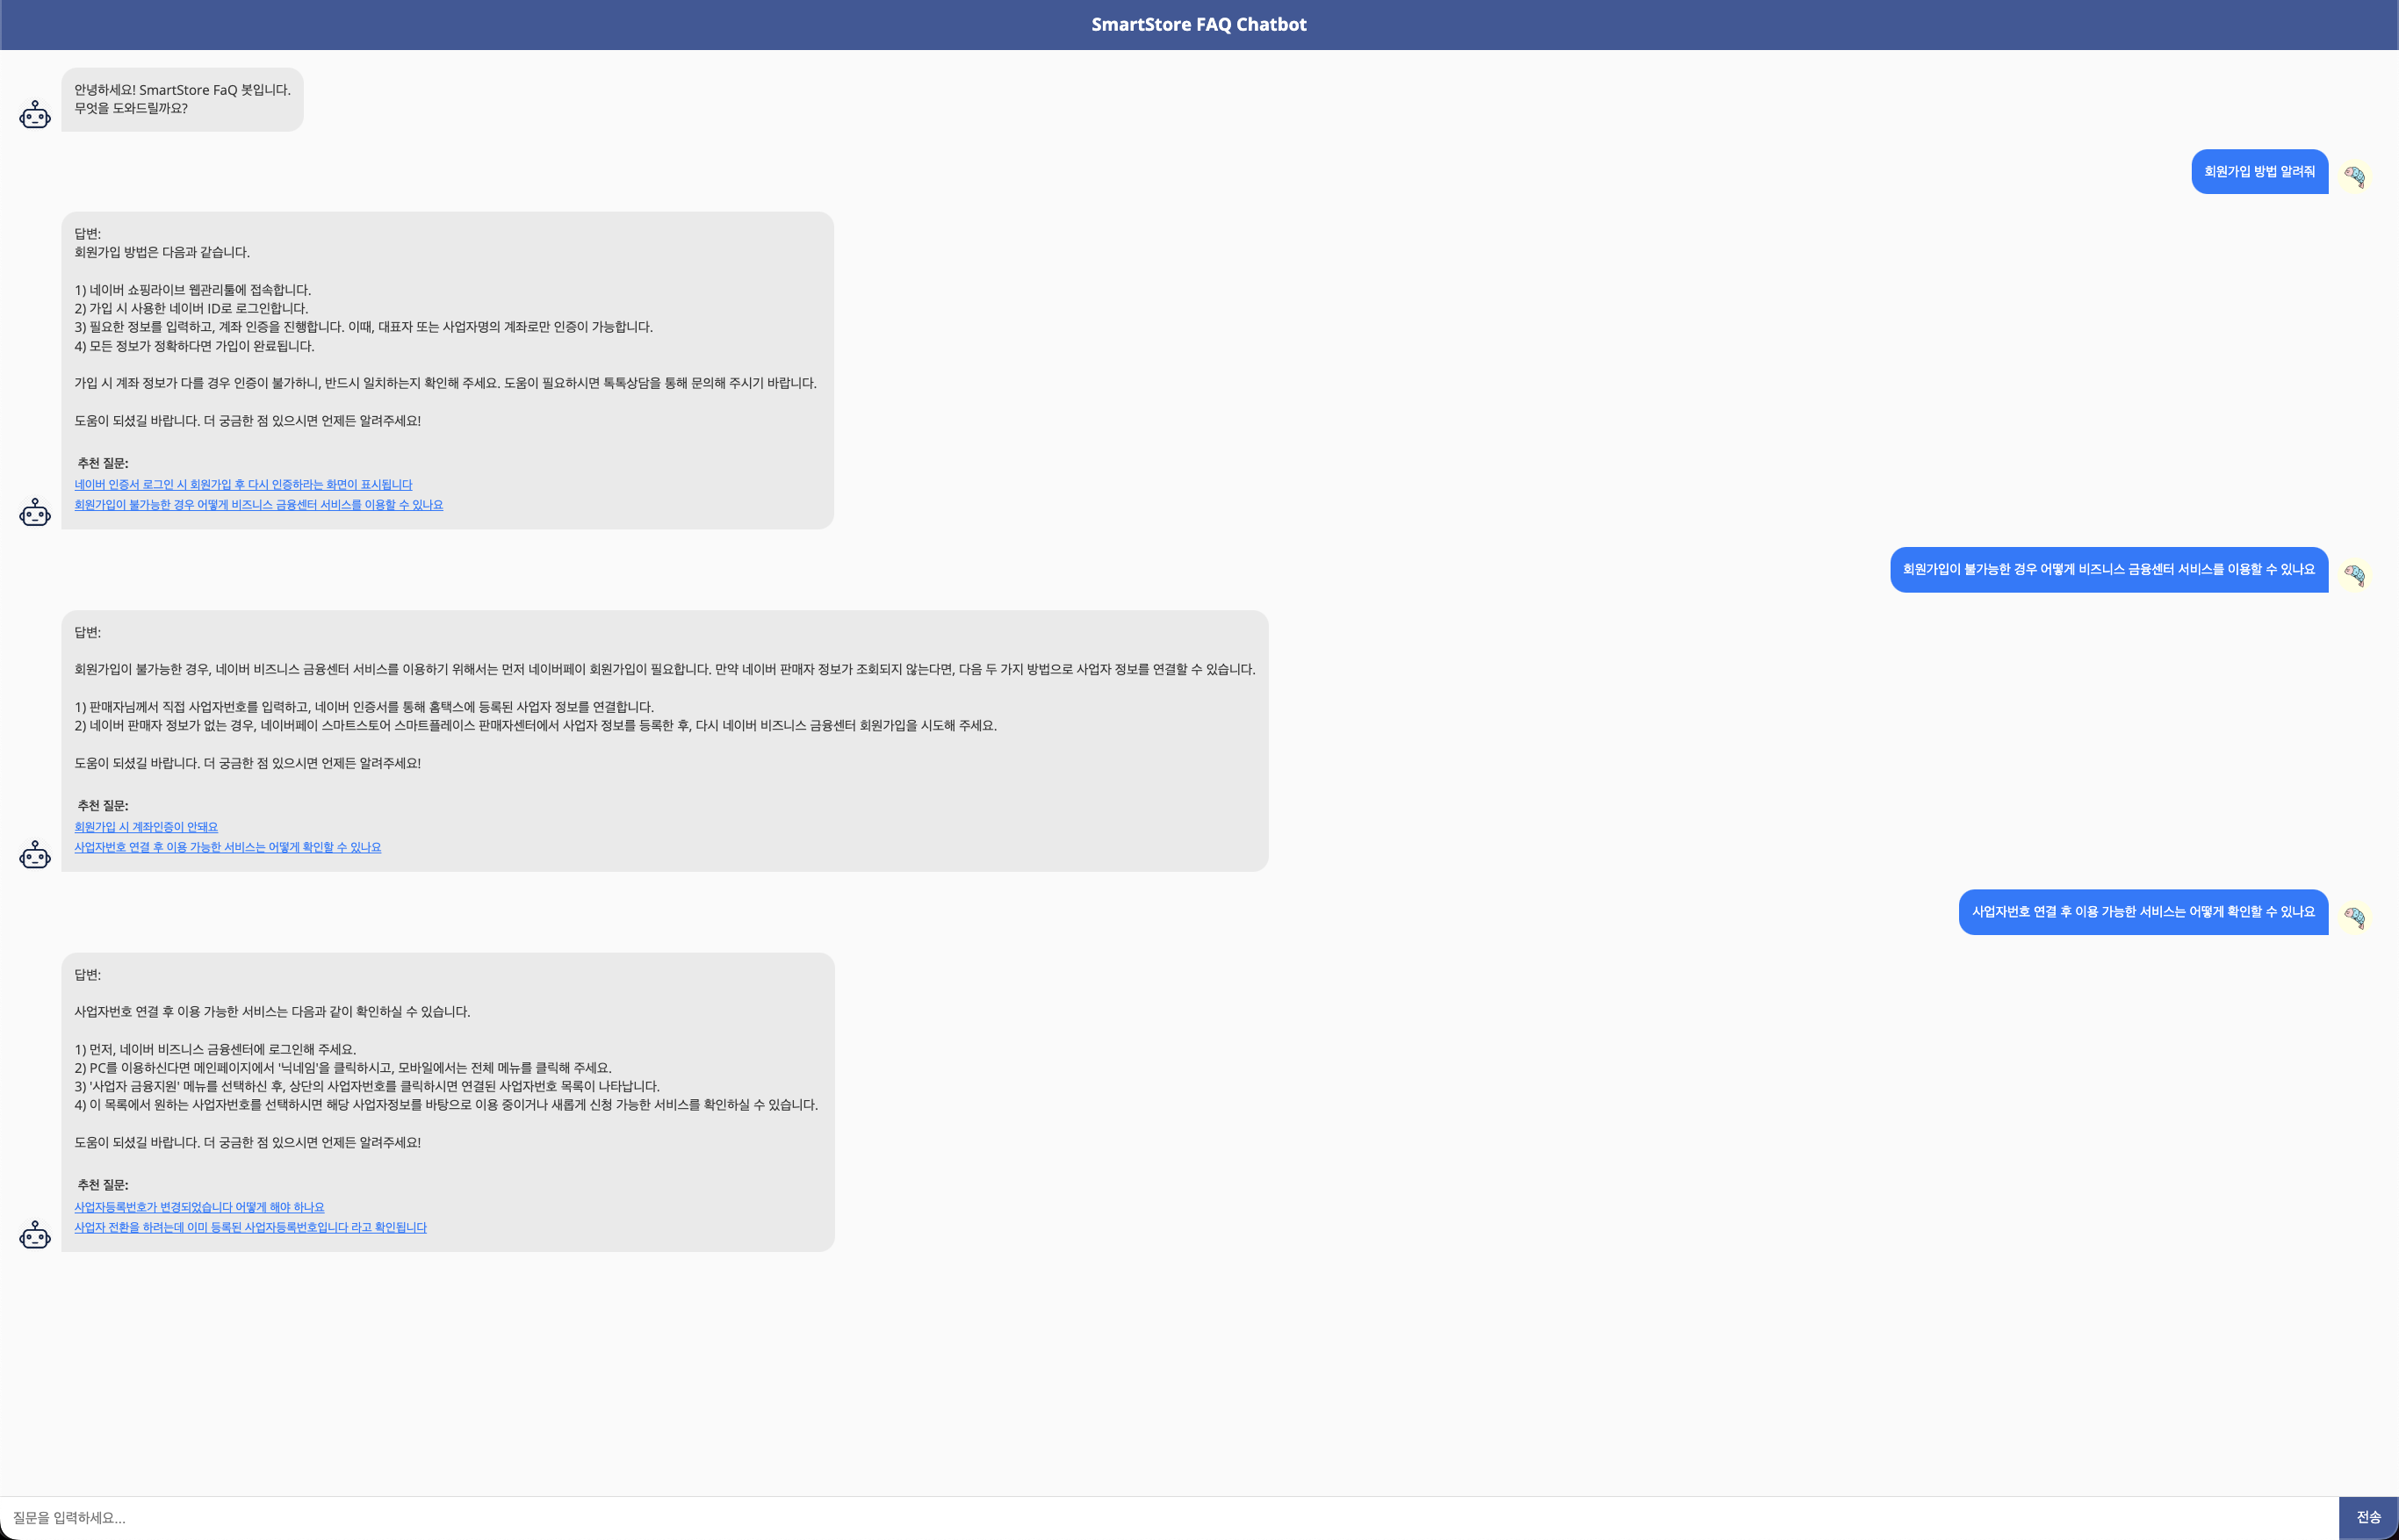 SmartStore FAQ Chatbot
안녕하세요! SmartStore FaQ 봇입니다.
무엇을 도와드릴까요?
회원가입 방법 알려줘
답변:
회원가입 방법은 다음과 같습니다.
1) 네이버 쇼핑라이브 웹관리툴에 접속합니다.
2) 가입 시 사용한 네이버 ID로 로그인합니다.
3) 필요한 정보를 입력하고, 계좌 인증을 진행합니다. 이때, 대표자 또는 사업자명의 계좌로만 인증이 가능합니다.
4) 모든 정보가 정확하다면 가입이 완료됩니다.
가입 시 계좌 정보가 다를 경우 인증이 불가하니, 반드시 일치하는지 확인해 주세요. 도움이 필요하시면 톡톡상담을 통해 문의해 주시기 바랍니다.
도움이 되셨길 바랍니다. 더 궁금한 점 있으시면 언제든 알려주세요!
추천 질문:
네이버 인증서 로그인 시 회원가입 후 다시 인증하라는 화면이 표시됩니다
회원가입이 불가능한 경우 어떻게 비즈니스 금융센터 서비스를 이용할 수 있나요
회원가입이 불가능한 경우 어떻게 비즈니스 금융센터 서비스를 이용할 수 있나요
답변:
회원가입이 불가능한 경우, 네이버 비즈니스 금융센터 서비스를 이용하기 위해서는 먼저 네이버페이 회원가입이 필요합니다. 만약 네이버 판매자 정보가 조회되지 않는다면, 다음 두 가지 방법으로 사업자 정보를 연결할 수 있습니다.
1) 판매자님께서 직접 사업자번호를 입력하고, 네이버 인증서를 통해 홈택스에 등록된 사업자 정보를 연결합니다.
2) 네이버 판매자 정보가 없는 경우, 네이버페이 스마트스토어 스마트플레이스 판매자센터에서 사업자 정보를 등록한 후, 다시 네이버 비즈니스 금융센터 회원가입을 시도해 주세요.
도움이 되셨길 바랍니다. 더 궁금한 점 있으시면 언제든 알려주세요!
추천 질문:
회원가입 시 계좌인증이 안돼요
사업자번호 연결 후 이용 가능한 서비스는 어떻게 확인할 수 있나요
사업자번호 연결 후 이용 가능한 서비스는 어떻게 확인할 수 있나요
답변:
사업자번호 연결 후 이용 가능한 서비스는 다음과 같이 확인하실 수 있습니다.
1) 먼저, 네이버 비즈니스 금융센터에 로그인해 주세요.
2) PC를 이용하신다면 메인페이지에서 '닉네임'을 클릭하시고, 모바일에서는 전체 메뉴를 클릭해 주세요.
3) '사업자 금융지원' 메뉴를 선택하신 후, 상단의 사업자번호를 클릭하시면 연결된 사업자번호 목록이 나타납니다.
4) 이 목록에서 원하는 사업자번호를 선택하시면 해당 사업자정보를 바탕으로 이용 중이거나 새롭게 신청 가능한 서비스를 확인하실 수 있습니다.
도움이 되셨길 바랍니다. 더 궁금한 점 있으시면 언제든 알려주세요!
추천 질문:
사업자등록번호가 변경되었습니다 어떻게 해야 하나요
사업자 전환을 하려는데 이미 등록된 사업자등록번호입니다 라고 확인됩니다
질문을 입력하세요...
전송